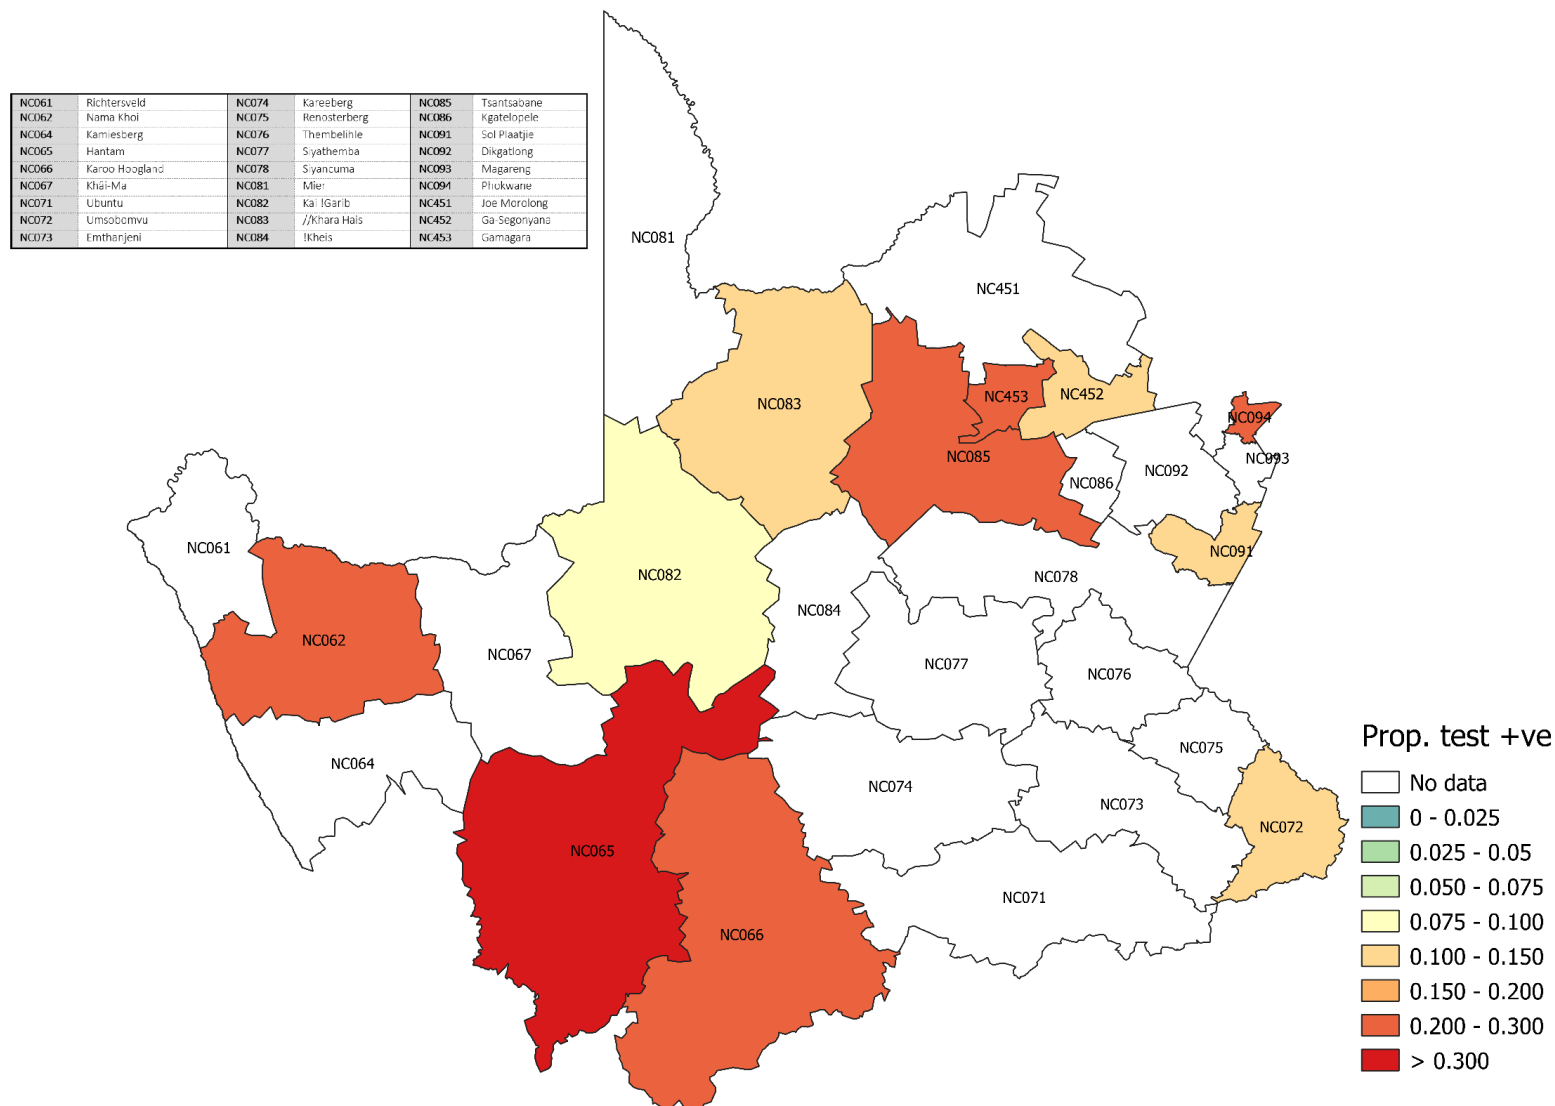 NC061 Richtersveld NC074 Kareeberg NC085 Tsantsabane
NC062 Nama Khoi NC075 Renosterberg NC086 Kgatelopele
NC064 Kamiesberg NC076 Thembelihle NC091 Sol Plaatjie
NC065 Hantam NC077 Siyathemba NC092 Dikgatlong
NC066 Karoo Hoogland NC078 Siyancuma NC093 Magareng
NC067 Khâi-Ma NC081 Mier NC094 Phokwane
NC071 Ubuntu NC082 Kai !Garib NC451 Joe Morolong
NC072 Umsobomvu NC083 //Khara Hais NC452 Ga-Segonyana
NC073 Emthanjeni NC084 !Kheis NC453 Gamagara
NC081
NC451
NC083
NC453
NC452
NC094
NC085
NC093
NC092
NC086
NC061
NC091
NC082
NC078
NC084
NC062
NC067
NC077
NC076
NC064
NC075
NC074
NC073
NC072
NC065
NC071
NC066
Prop. test +ve
No data
0 - 0.025
0.025 - 0.05
0.050 - 0.075
0.075 - 0.100
0.100 - 0.150
0.150 - 0.200
0.200 - 0.300
> 0.300